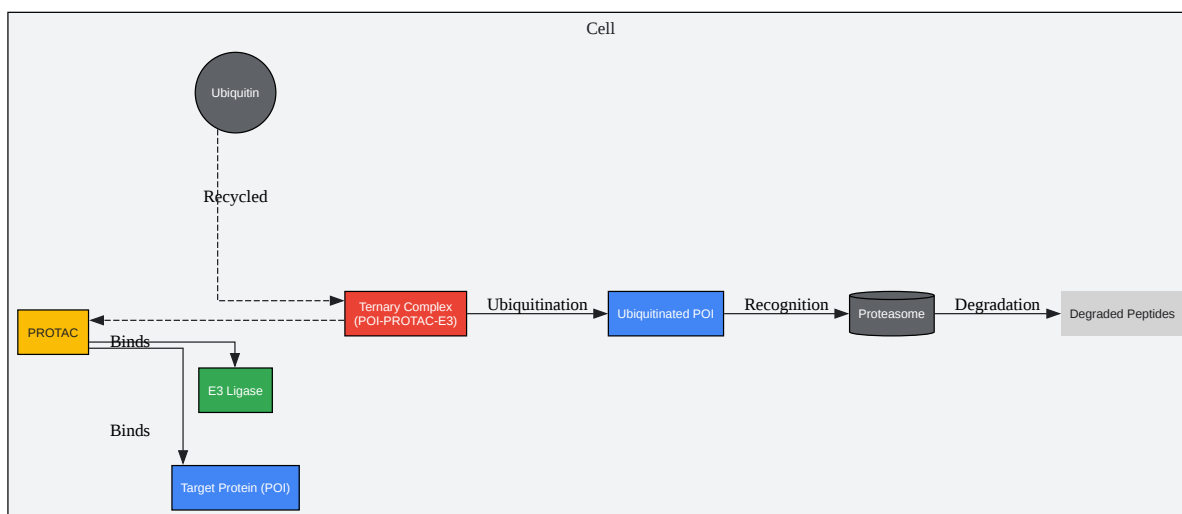 Cell
Ubiquitin
Recycled
Ternary Complex
(POI-PROTAC-E3)
Ubiquitination
Ubiquitinated POI
Recognition
Proteasome
Degradation
Degraded Peptides
PROTAC
Binds
E3 Ligase
Binds
Target Protein (POI)